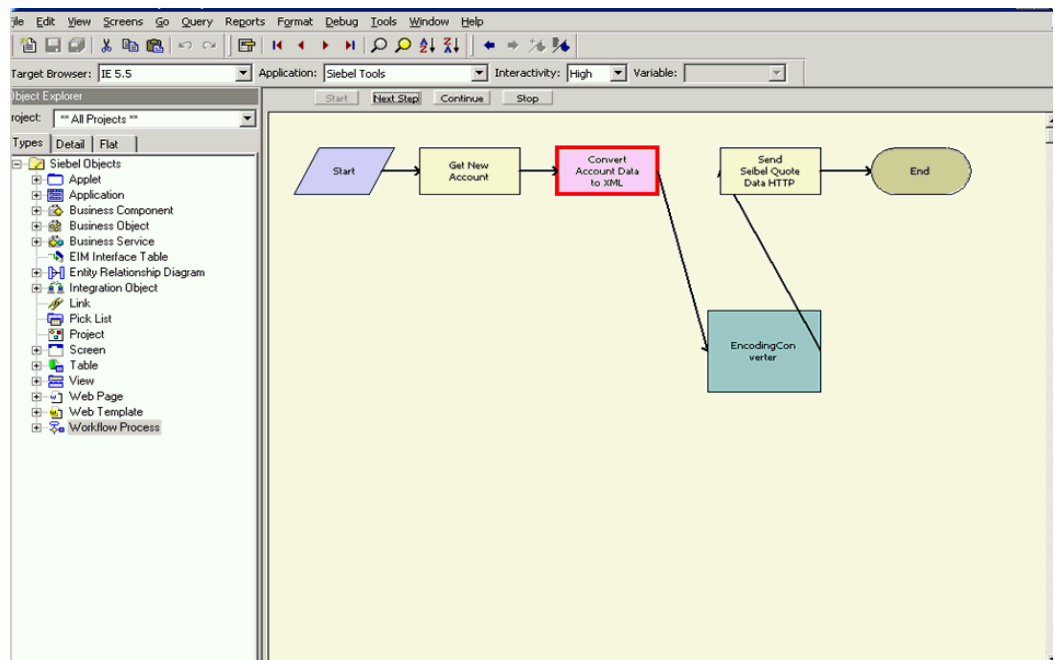 ile Edit View Screens Go Query Reports Format Debug Tools Window Help
Target Browser: IE 5.5 Application: Siebel Tools Interactivity: High Variable:
Object Explorer
Start Next Step Continue Stop
roject: ** All Projects **
Types Detail Flat
Siebel Objects
Applet
Application
Business Component
Business Object
Business Service
EIM Interface Table
Entity Relationship Diagram
Integration Object
Link
Pick List
Project
Screen
Table
View
Web Page
Web Template
Workflow Process
Start
Get New
Account
Convert
Account Data
to XML
Send
Seibel Quote
Data HTTP
End
EncodingCon
verter